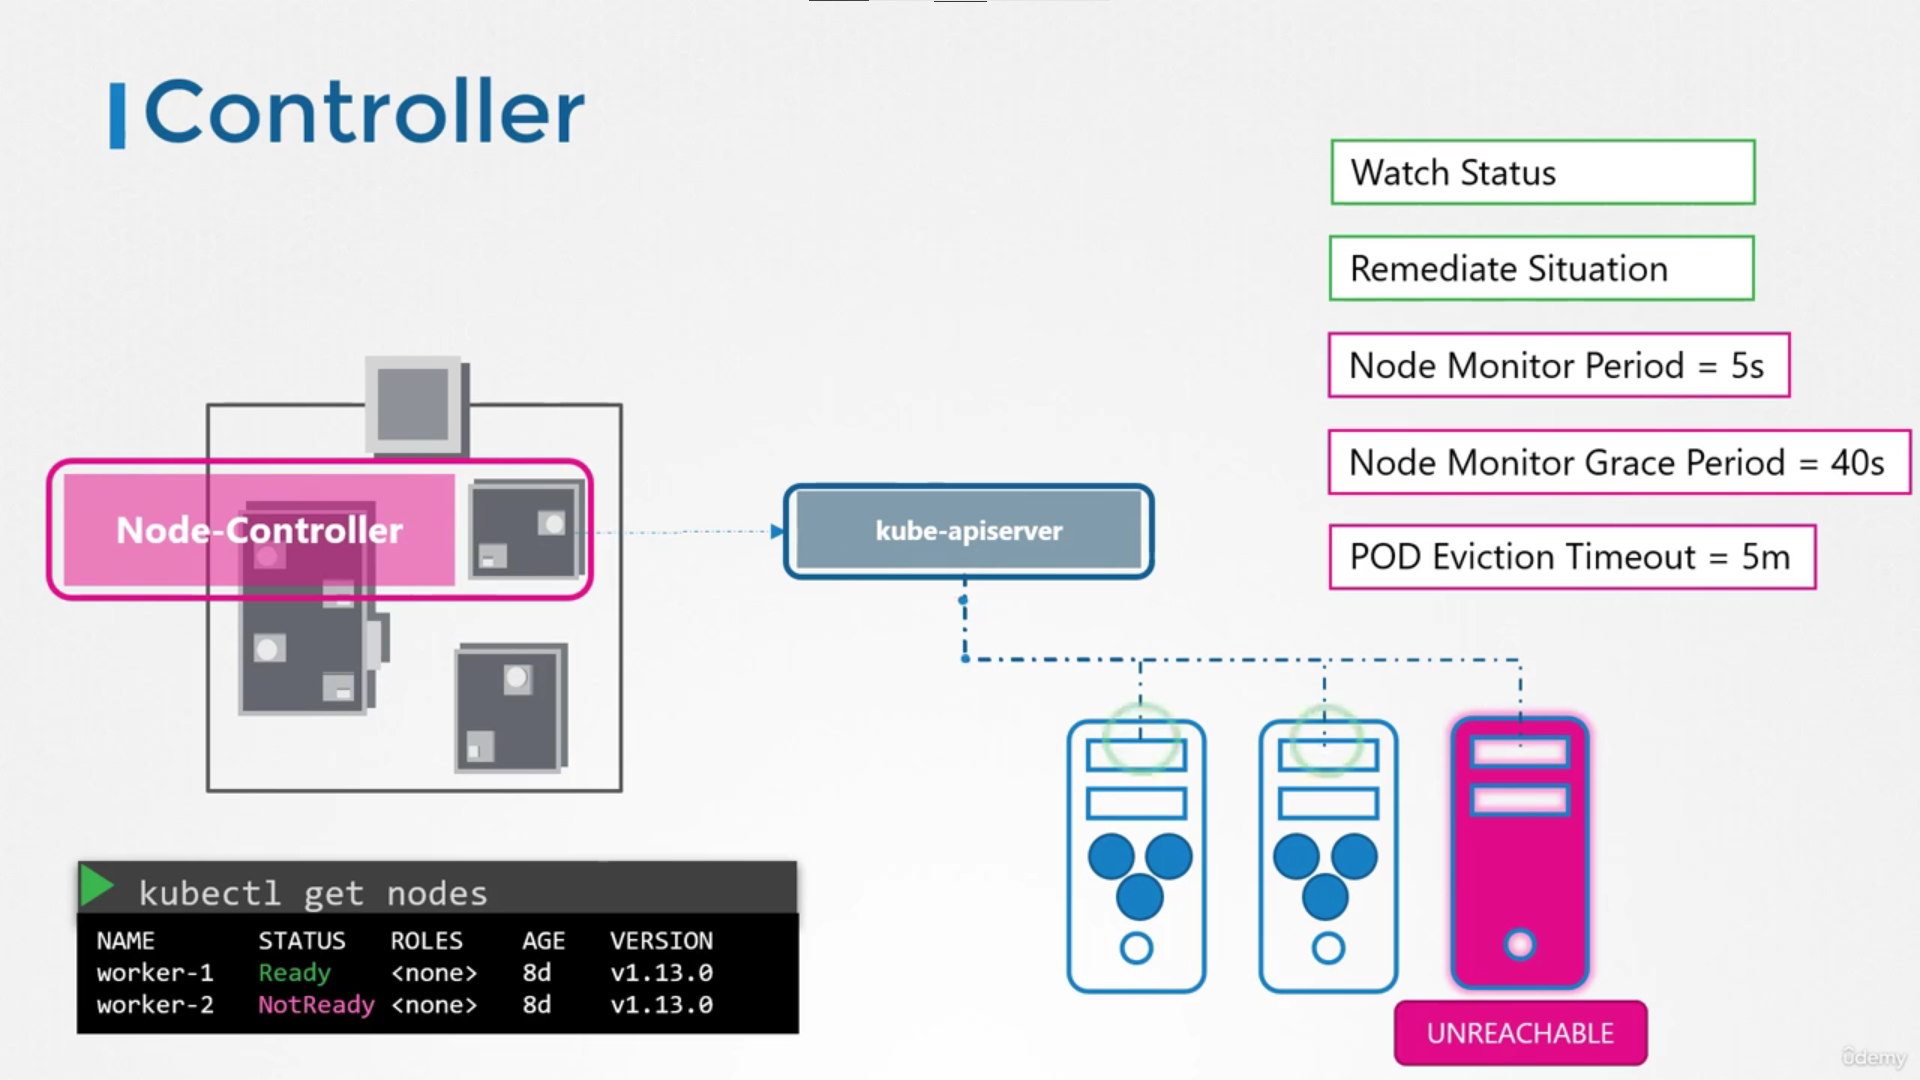 Controller
Watch Status
Remediate Situation
Node Monitor Period = 5s
Node Monitor Grace Period = 40s
POD Eviction Timeout = 5m
Node-Controller
kube-apiserver
kubectl get nodes
NAME STATUS ROLES AGE VERSION
worker-1 Ready <none> 8d v1.13.0
worker-2 NotReady <none> 8d v1.13.0
UNREACHABLE
ûdemy